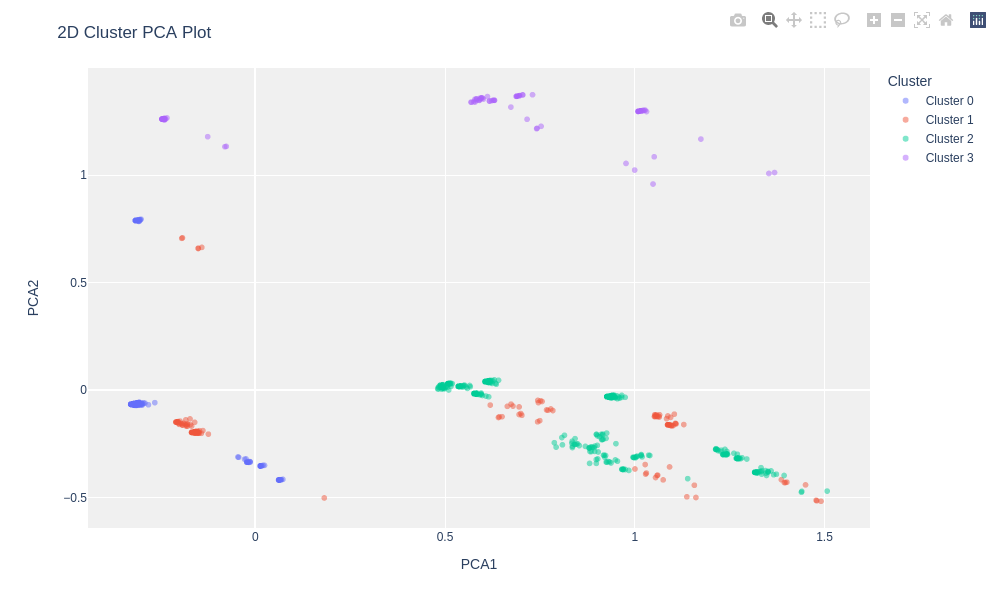 2D Cluster PCA Plot
Cluster
Cluster 0
Cluster 1
Cluster 2
Cluster 3
PCA2
1
0.5
0
−0.5
0
0.5
1
1.5
PCA1